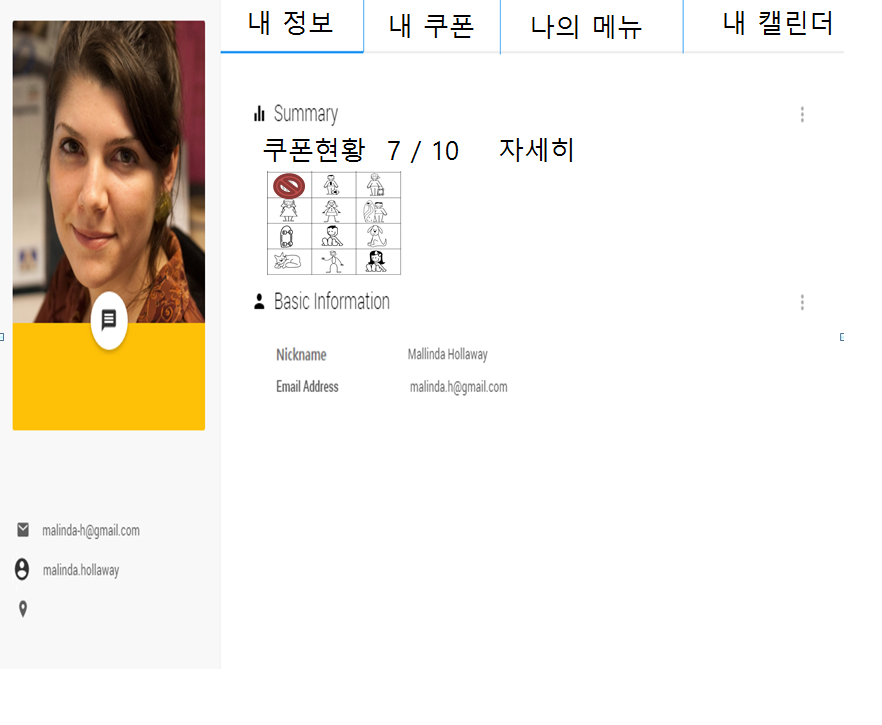 내 정보 내 쿠폰 나의 메뉴 내 캘린더
Summary
쿠폰현황 7 / 10 자세히
Basic Information
Nickname Mallinda Hollaway
Email Address malinda.h@gmail.com
malinda-h@gmail.com
malinda.hollaway